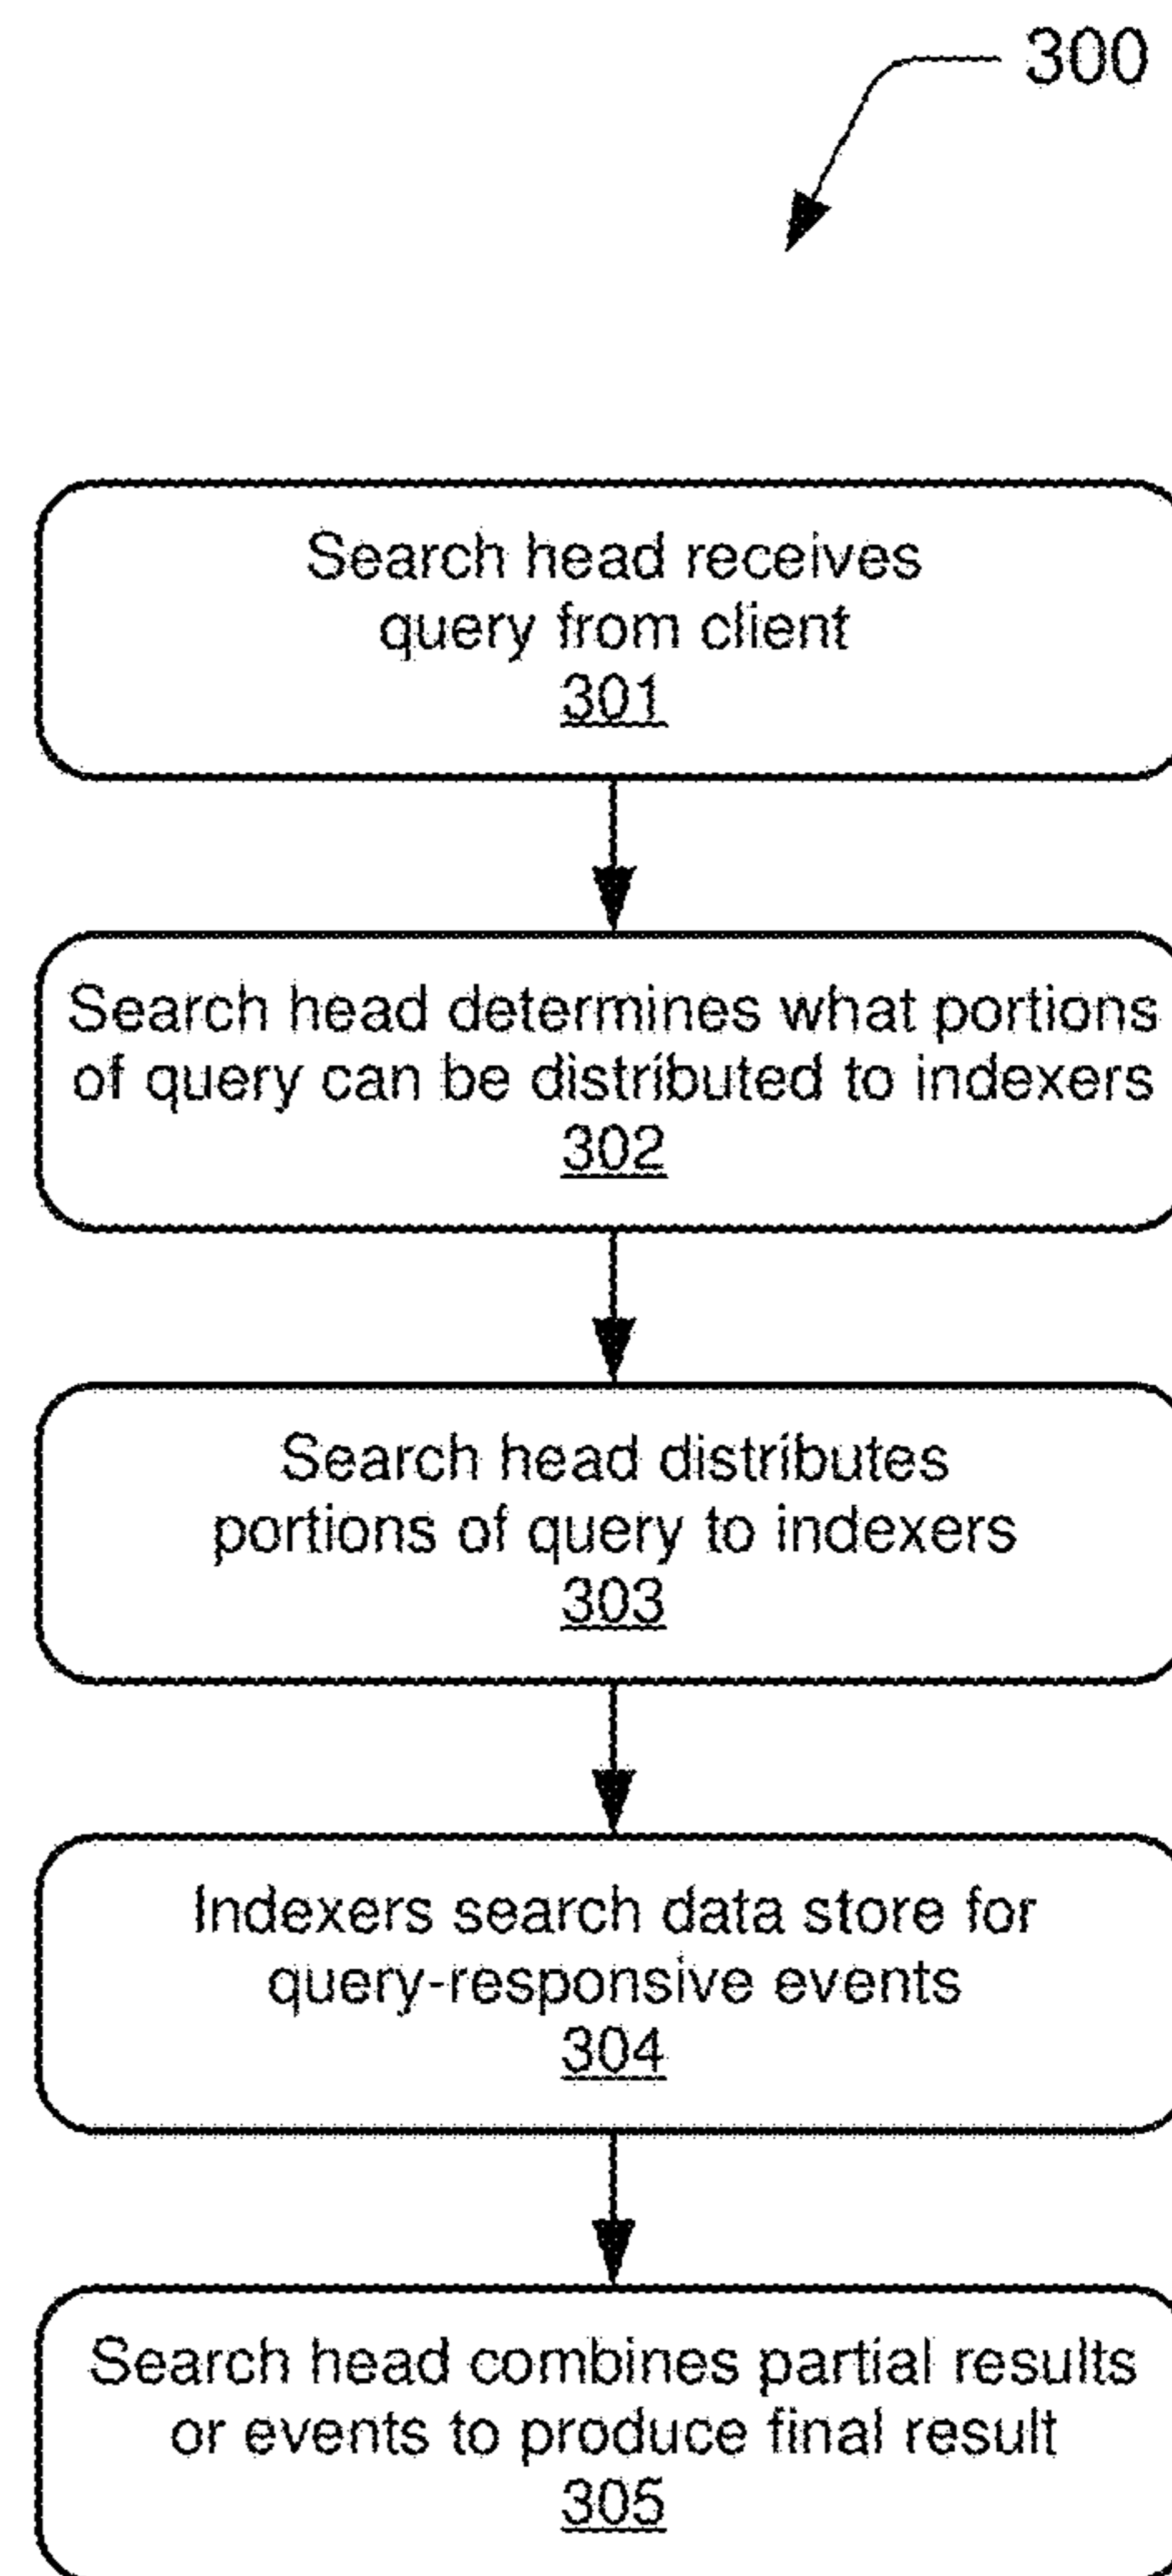 300
Search head receives
query from client
301
Search head determines what portions
of query can be distributed to indexers
302
Search head distributes
portions of query to indexers
303
Indexers search data store for
query-responsive events
304
Search head combines partial results
or events to produce final result
305